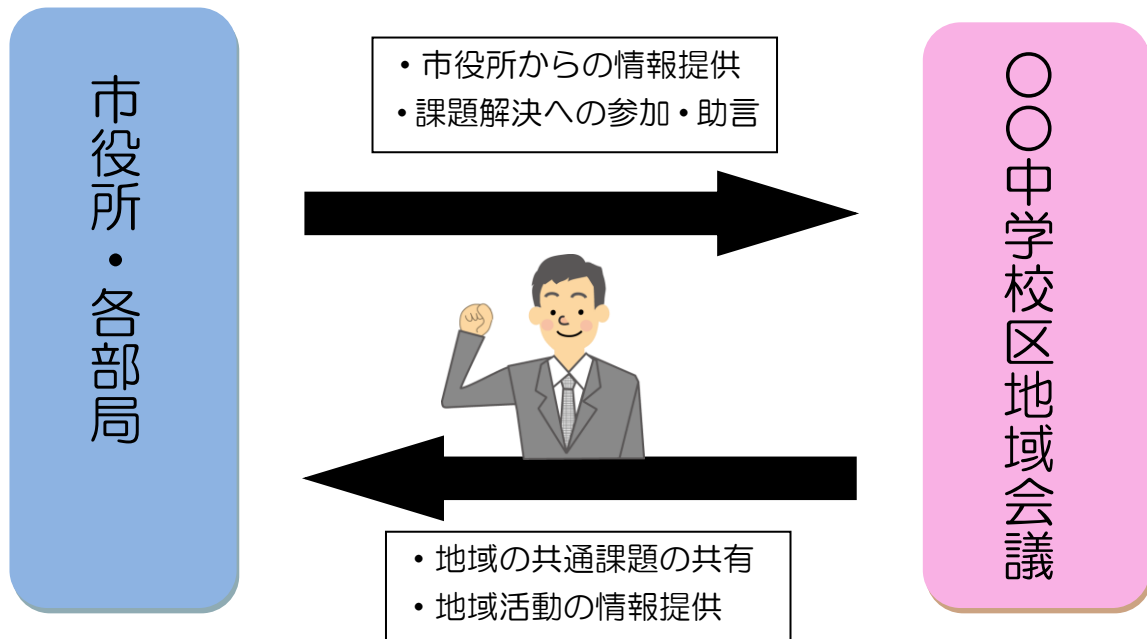 市役所・各部局
・市役所からの情報提供
・課題解決への参加・助言
〇〇中学校区地域会議
・地域の共通課題の共有
・地域活動の情報提供